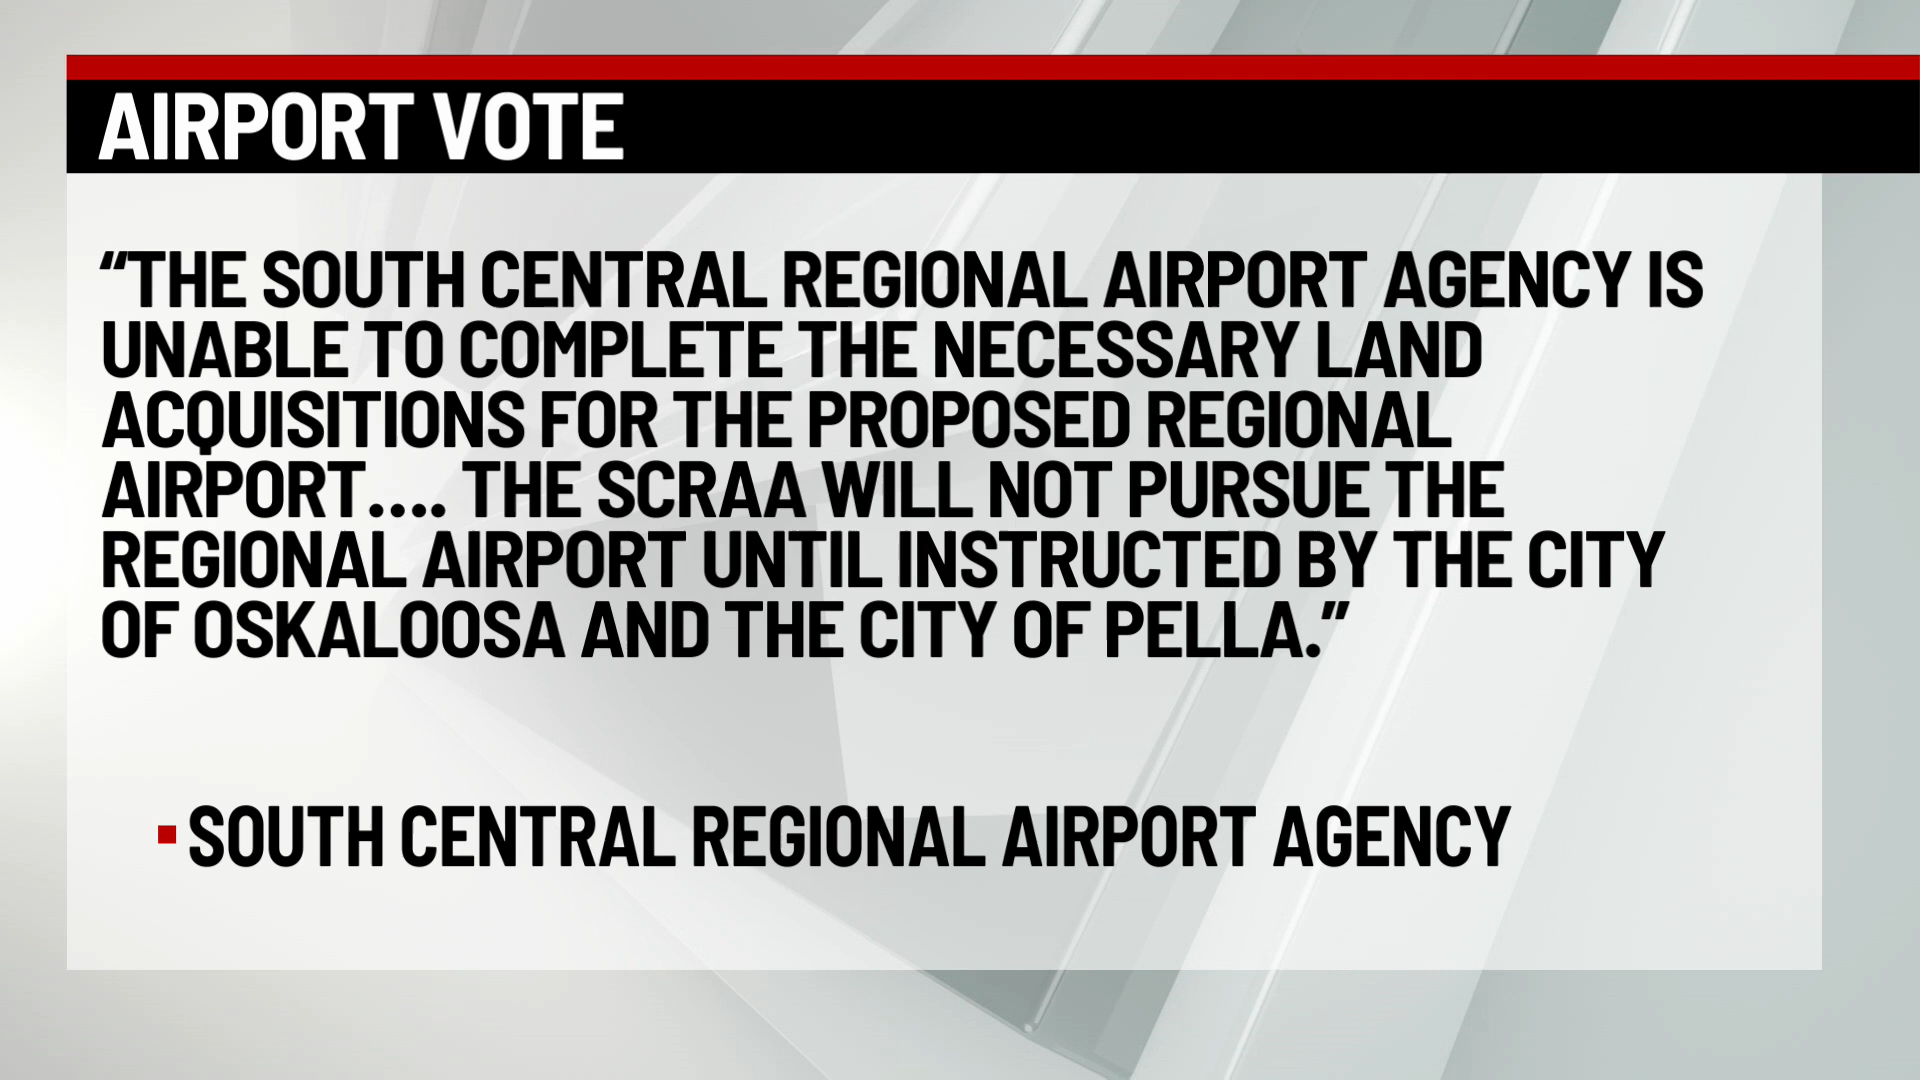 AIRPORT VOTE
“THE SOUTH CENTRAL REGIONAL AIRPORT AGENCY IS
UNABLE TO COMPLETE THE NECESSARY LAND
ACQUISITIONS FOR THE PROPOSED REGIONAL
AIRPORT.... THE SCRAA WILL NOT PURSUE THE
REGIONAL AIRPORT UNTIL INSTRUCTED BY THE CITY
OF OSKALOOSA AND THE CITY OF PELLA.”
▪ SOUTH CENTRAL REGIONAL AIRPORT AGENCY